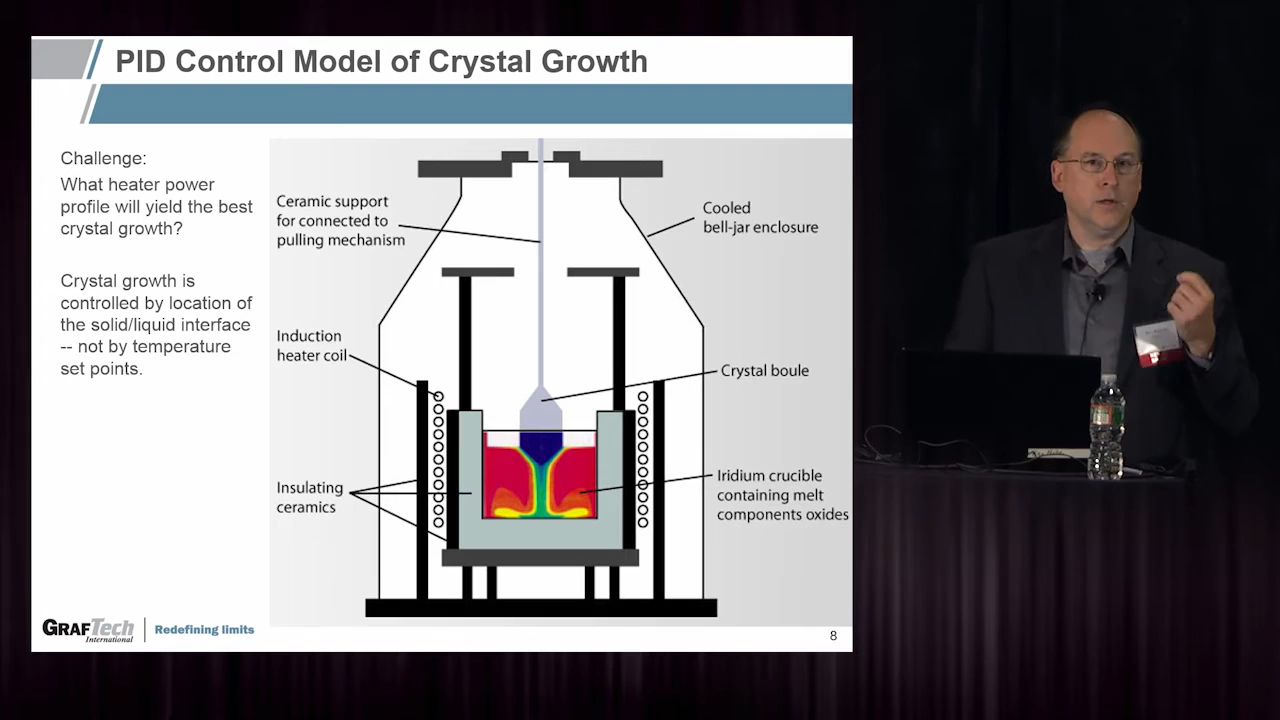 PID Control Model of Crystal Growth
Challenge:
What heater power
profile will yield the best
crystal growth?
Crystal growth is
controlled by location of
the solid/liquid interface
-- not by temperature
set points.
Ceramic support
for connected to
pulling mechanism
Cooled
bell-jar enclosure
Induction
heater coil
Crystal boule
Insulating
ceramics
Iridium crucible
containing melt
components oxides
GRAFTech
International
Redefining limits
8